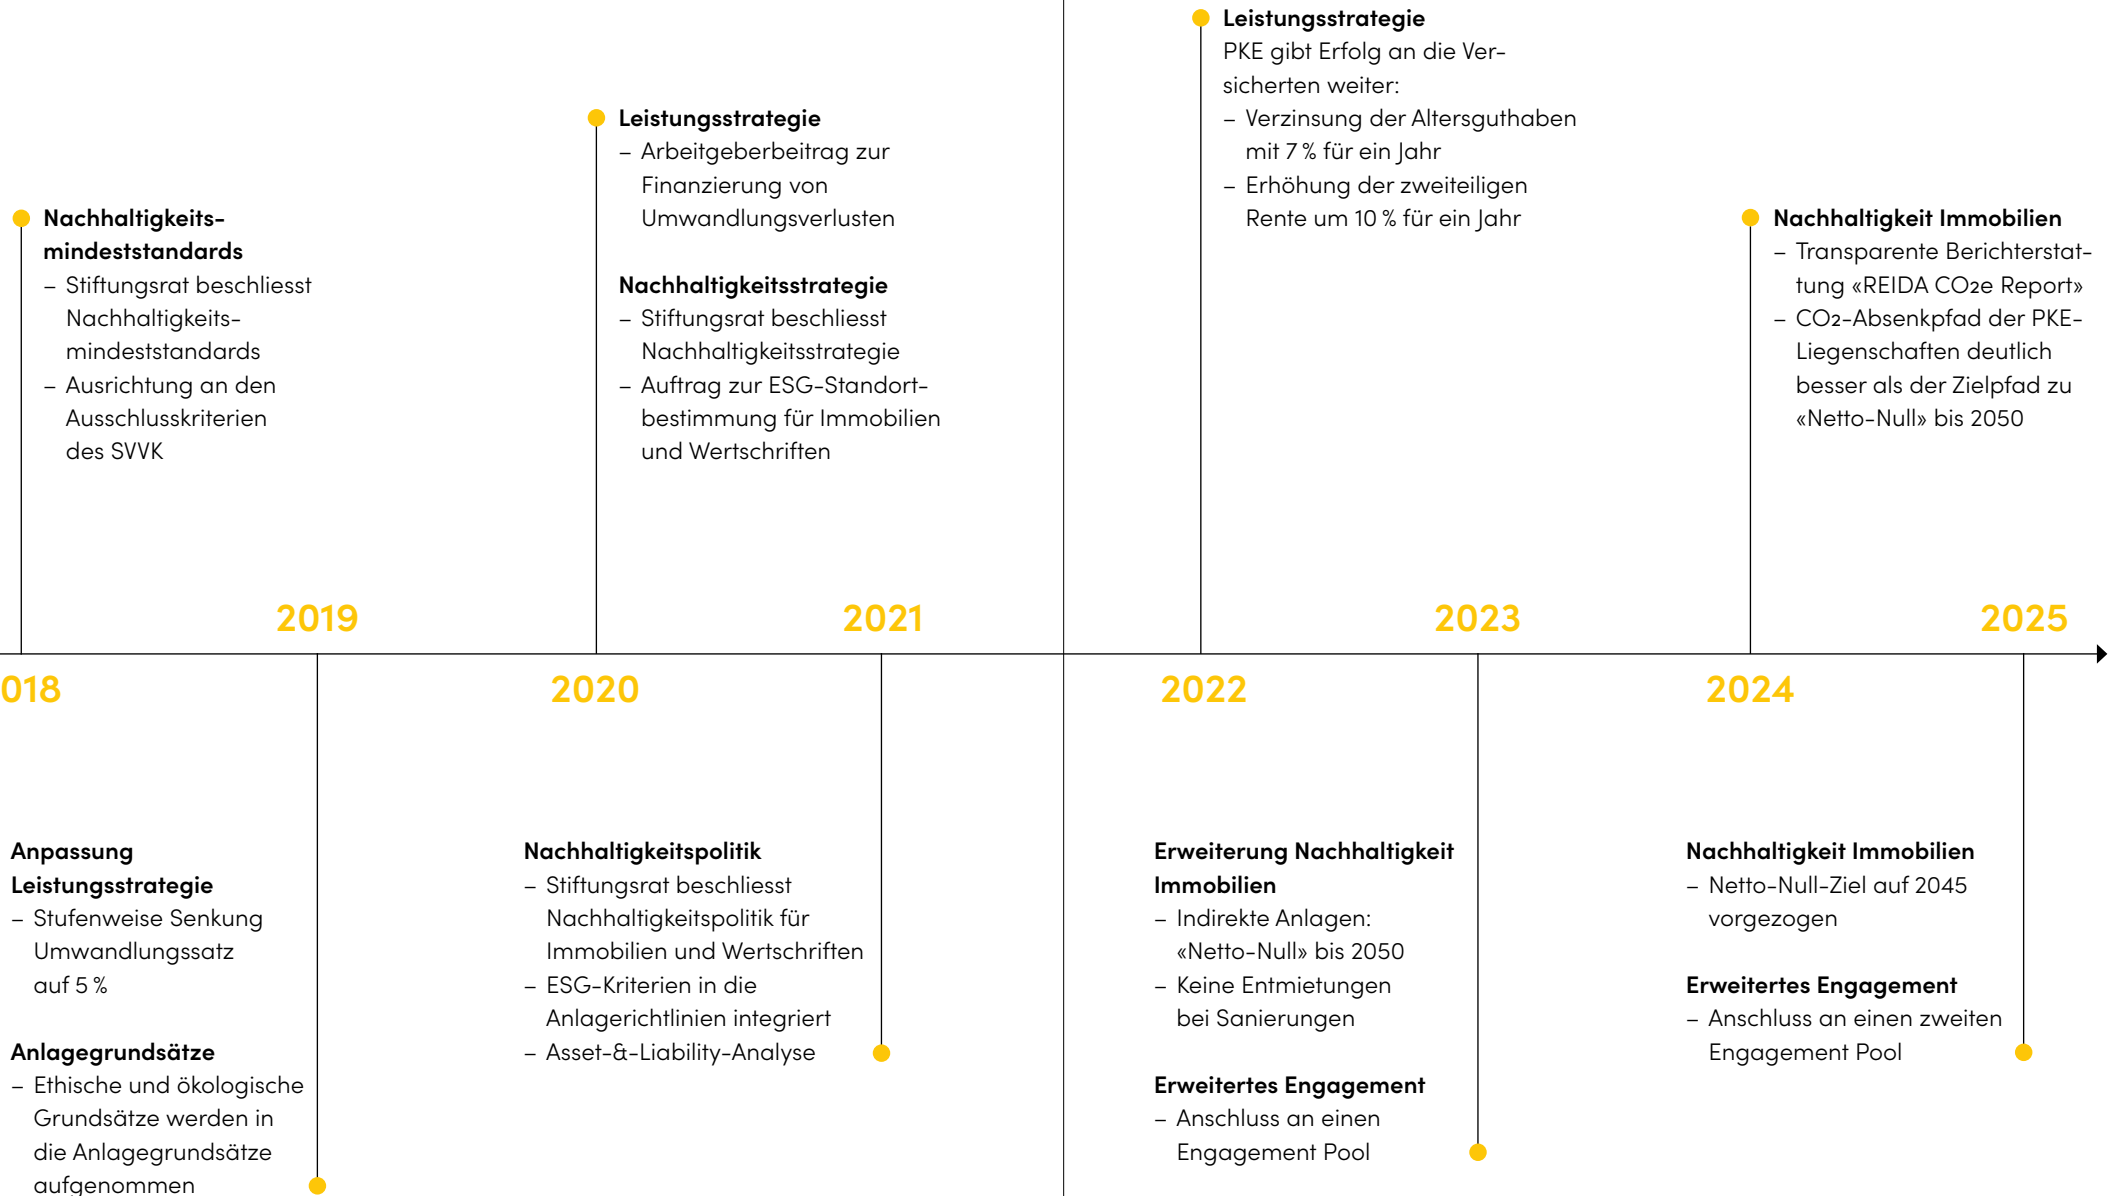 Nachhaltigkeits-
mindeststandards
– Stiftungsrat beschliesst
Nachhaltigkeits-
mindeststandards
– Ausrichtung an den
Ausschlusskriterien
des SVVK
018
2019
Anpassung
Leistungsstrategie
– Stufenweise Senkung
Umwandlungssatz
auf 5 %
Anlagegrundsätze
– Ethische und ökologische
Grundsätze werden in
die Anlagegrundsätze
aufgenommen
Leistungsstrategie
– Arbeitgeberbeitrag zur
Finanzierung von
Umwandlungsverlusten
Nachhaltigkeitsstrategie
– Stiftungsrat beschliesst
Nachhaltigkeitsstrategie
– Auftrag zur ESG-Standort-
bestimmung für Immobilien
und Wertschriften
2020
2021
Nachhaltigkeitspolitik
– Stiftungsrat beschliesst
Nachhaltigkeitspolitik für
Immobilien und Wertschriften
– ESG-Kriterien in die
Anlagerichtlinien integriert
– Asset-&-Liability-Analyse
Leistungsstrategie
PKE gibt Erfolg an die Ver-
sicherten weiter:
– Verzinsung der Altersguthaben
mit 7 % für ein Jahr
– Erhöhung der zweiteiligen
Rente um 10 % für ein Jahr
2022
2023
Erweiterung Nachhaltigkeit
Immobilien
– Indirekte Anlagen:
«Netto-Null» bis 2050
– Keine Entmietungen
bei Sanierungen
Erweitertes Engagement
– Anschluss an einen
Engagement Pool
Nachhaltigkeit Immobilien
– Transparente Berichterstat-
tung «REIDA CO2e Report»
– CO2-Absenkpfad der PKE-
Liegenschaften deutlich
besser als der Zielpfad zu
«Netto-Null» bis 2050
2024
2025
Nachhaltigkeit Immobilien
– Netto-Null-Ziel auf 2045
vorgezogen
Erweitertes Engagement
– Anschluss an einen zweiten
Engagement Pool